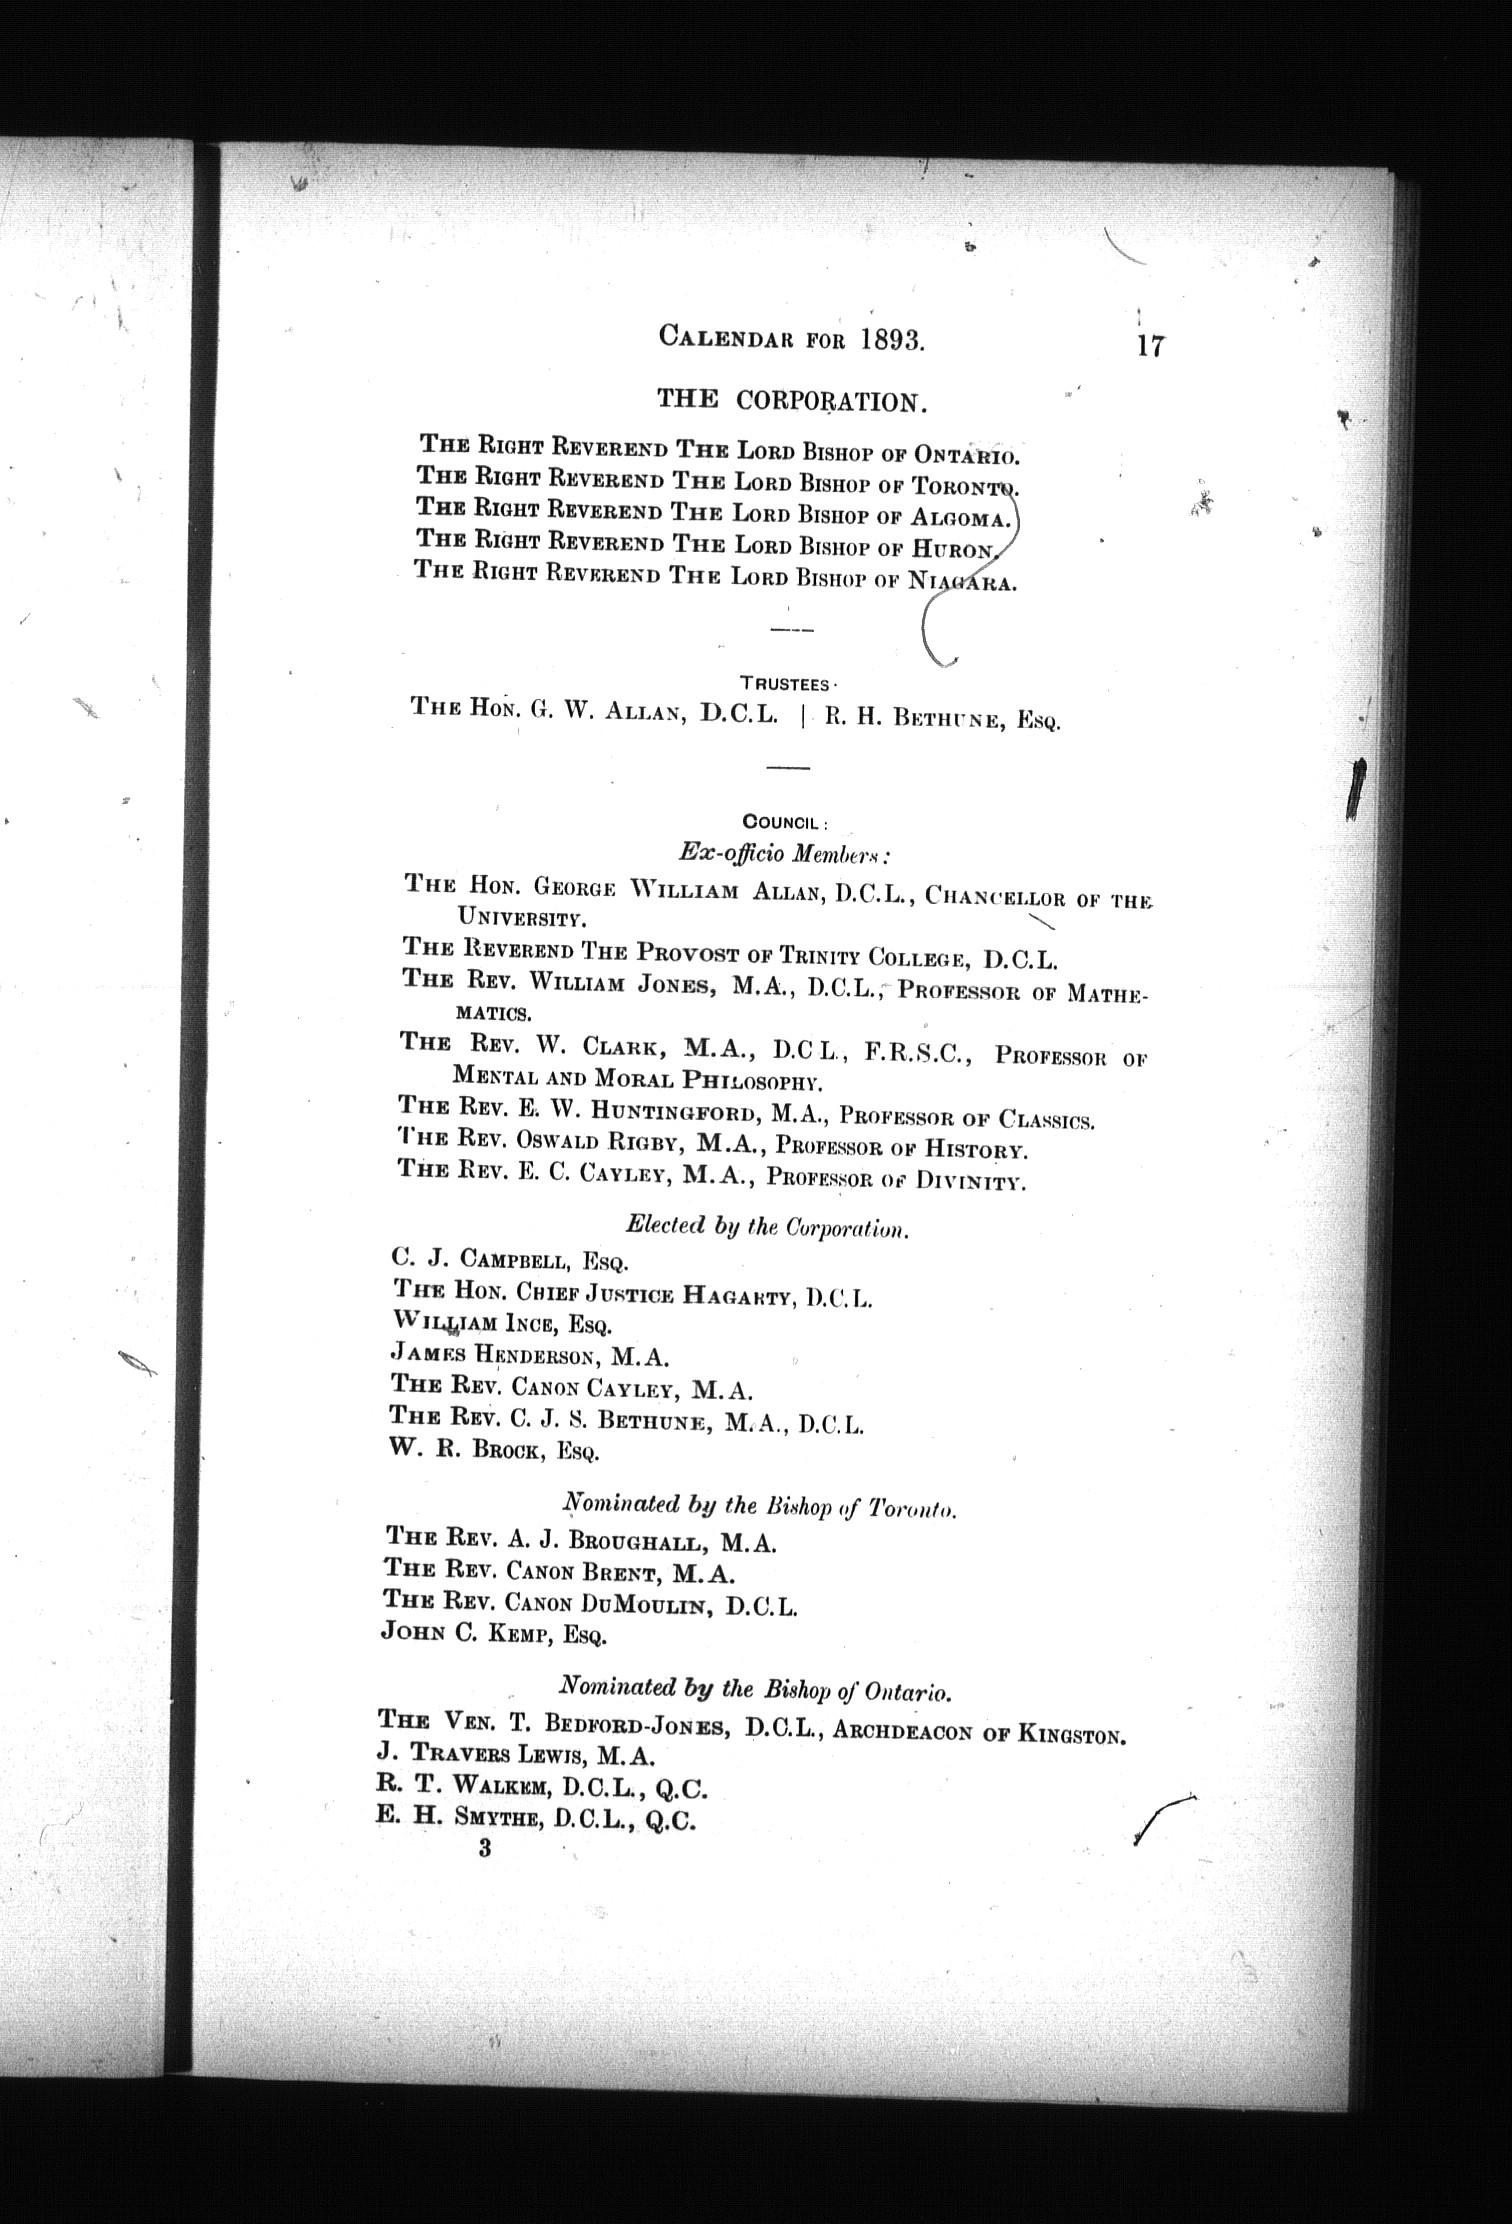 CALENDAR FOR 1893.
17
THE CORPORATION.
THE RIGHT REVEREND THE LORD BISHOP OF ONTARIO.
THE RIGHT REVEREND THE LORD BISHOP OF TORONTO.
THE RIGHT REVEREND THE LORD BISHOP OF ALGOMA.
THE RIGHT REVEREND THE LORD BISHOP OF HURON.
THE RIGHT REVEREND THE LORD BISHOP OF NIAGARA.
TRUSTEES.
THE HON. G. W. ALLAN, D.C.L. | R. H. BETHUNE, ESQ.
COUNCIL:
Ex-officio Members:
THE HON. GEORGE WILLIAM ALLAN, D.C.L., CHANCELLOR OF THE
UNIVERSITY.
THE REVEREND THE PROVOST OF TRINITY COLLEGE, D.C.L.
THE REV. WILLIAM JONES, M.A., D.C.L., PROFESSOR OF MATHE-
MATICS.
THE REV. W. CLARK, M.A., D.C L., F.R.S.C., PROFESSOR OF
MENTAL AND MORAL PHILOSOPHY.
THE REV. E. W. HUNTINGFORD, M.A., PROFESSOR OF CLASSICS.
THE REV. OSWALD RIGBY, M.A., PROFESSOR OF HISTORY.
THE REV. E. C. CAYLEY, M.A., PROFESSOR OF DIVINITY.
Elected by the Corporation.
C. J. CAMPBELL, ESQ.
THE HON. CHIEF JUSTICE HAGARTY, D.C.L.
WILLIAM INCE, ESQ.
JAMES HENDERSON, M.A.
THE REV. CANON CAYLEY, M.A.
THE REV. C. J. S. BETHUNE, M.A., D.C.L.
W. R. BROCK, ESQ.
Nominated by the Bishop of Toronto.
THE REV. A. J. BROUGHALL, M.A.
THE REV. CANON BRENT, M.A.
THE REV. CANON DUMOULIN, D.C.L.
JOHN C. KEMP, ESQ.
Nominated by the Bishop of Ontario.
THE VEN. T. BEDFORD-JONES, D.C.L., ARCHDEACON OF KINGSTON.
J. TRAVERS LEWIS, M.A.
R. T. WALKEM, D.C.L., Q.C.
E. H. SMYTHE, D.C.L., Q.C.
3